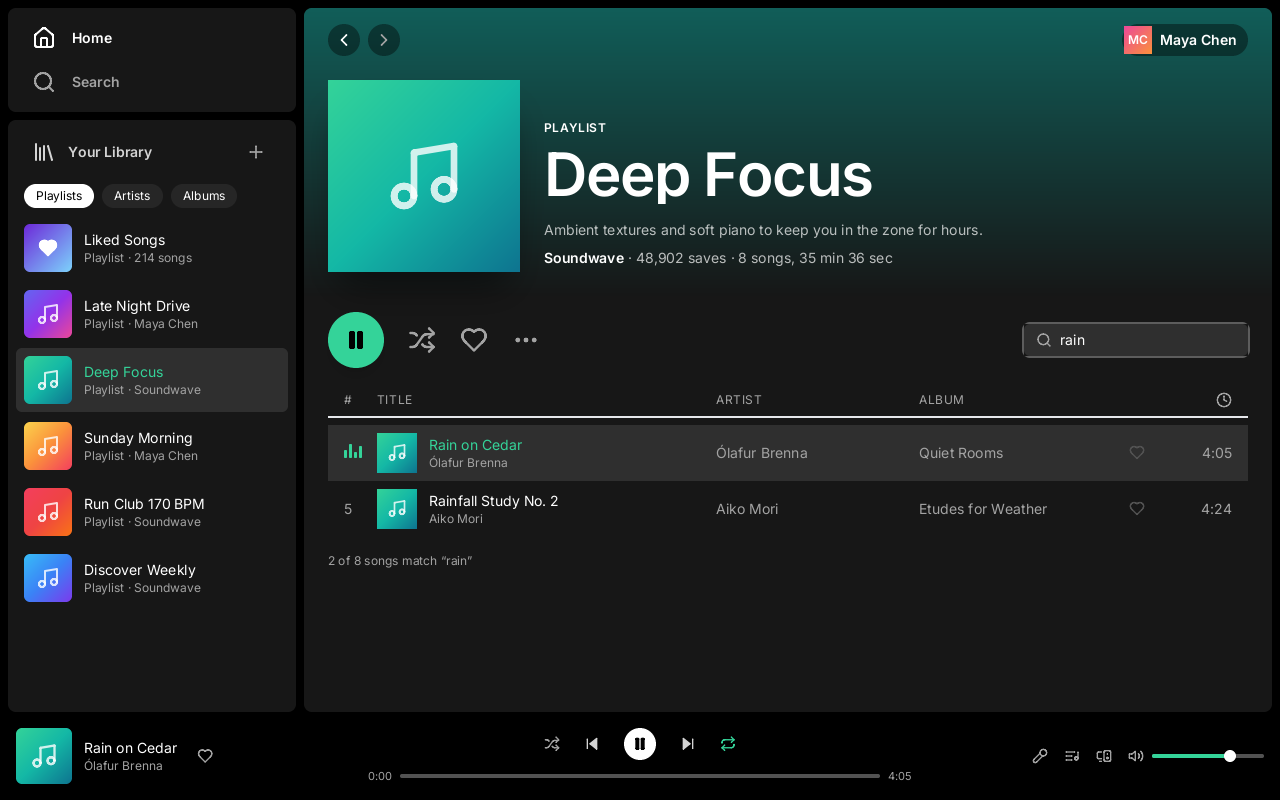 Home
Search
Your Library
Playlists
Artists
Albums
Liked Songs
Playlist · 214 songs
Late Night Drive
Playlist · Maya Chen
Deep Focus
Playlist · Soundwave
Sunday Morning
Playlist · Maya Chen
Run Club 170 BPM
Playlist · Soundwave
Discover Weekly
Playlist · Soundwave
MC Maya Chen
PLAYLIST
Deep Focus
Ambient textures and soft piano to keep you in the zone for hours.
Soundwave · 48,902 saves · 8 songs, 35 min 36 sec
rain
# TITLE ARTIST ALBUM
Rain on Cedar
Ólafur Brenna
Ólafur Brenna
Quiet Rooms
4:05
5
Rainfall Study No. 2
Aiko Mori
Aiko Mori
Etudes for Weather
4:24
2 of 8 songs match “rain”
Rain on Cedar
Ólafur Brenna
0:00
4:05